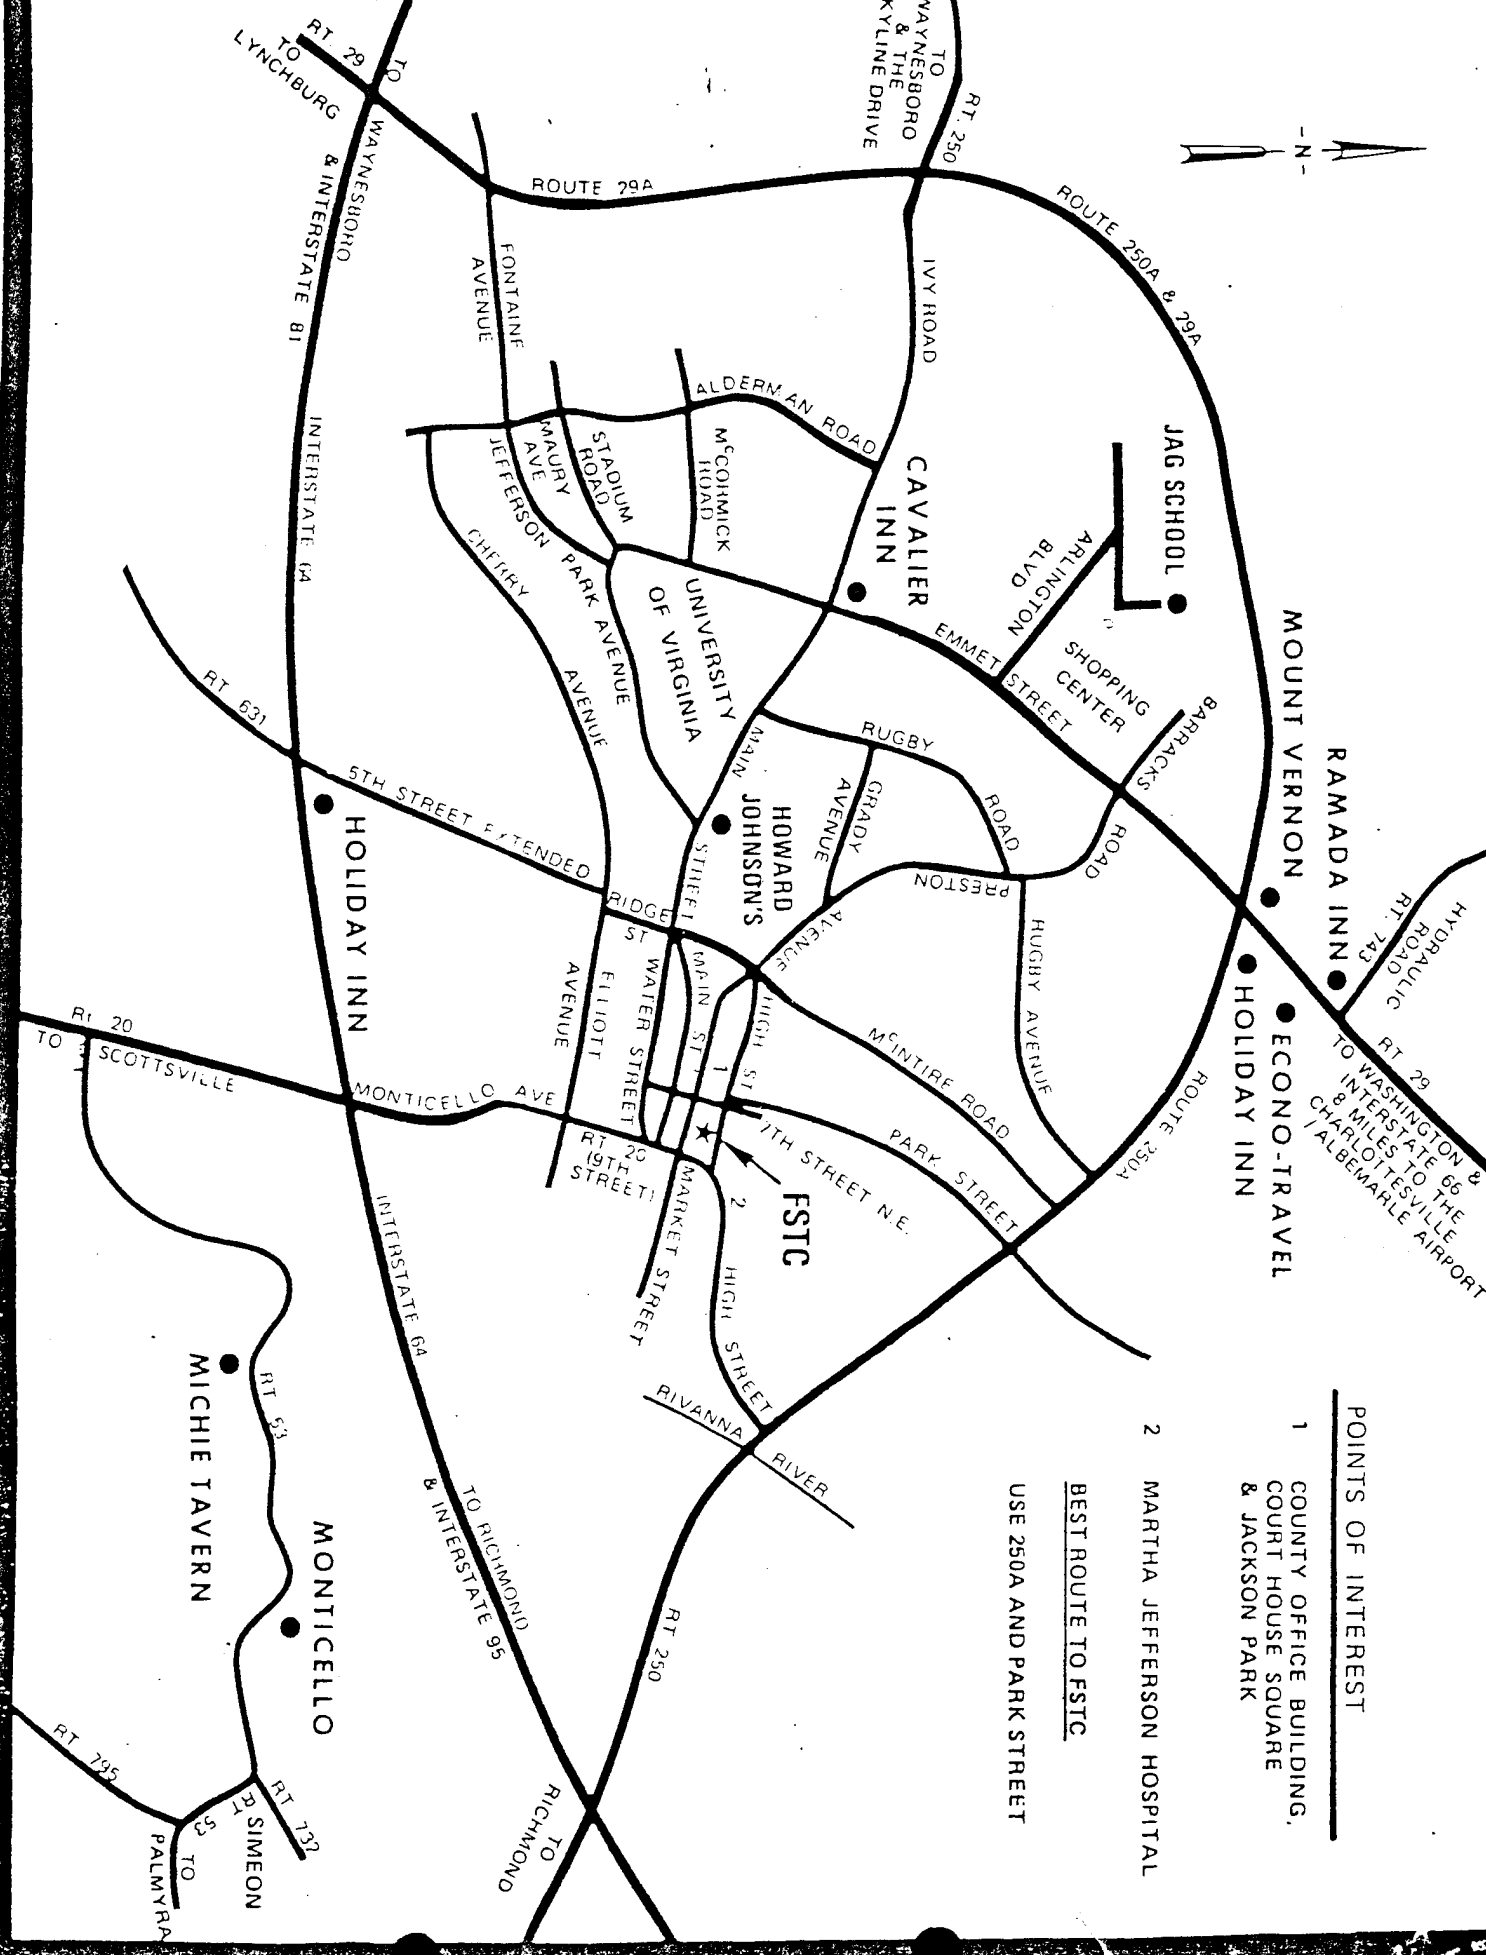 POINTS OF INTEREST
1 COUNTY OFFICE BUILDING,
COURT HOUSE SQUARE
& JACKSON PARK
2 MARTHA JEFFERSON HOSPITAL
BEST ROUTE TO FSTC
USE 250A AND PARK STREET
-N-
HYDRAULIC
ROAD
RT. 743
RT 29
TO WASHINGTON &
INTERSTATE 66
8 MILES TO THE
CHARLOTTESVILLE
/ALBEMARLE AIRPORT
RAMADA INN
MOUNT VERNON
ECONO-TRAVEL
HOLIDAY INN
JAG SCHOOL
ROUTE 250A & 29A
ROUTE 250A
BARRACKS
ROAD
SHOPPING
CENTER
ARLINGTON
BLVD
EMMET
STREET
RT. 250
TO
WAYNESBORO
& THE
KYLINE DRIVE
IVY ROAD
CAVALIER
INN
RUGBY
ROAD
GRADY
AVENUE
PRESTON
AVENUE
RUGBY AVENUE
McINTIRE ROAD
PARK STREET
7TH STREET N.E.
FSTC
HOWARD
JOHNSON'S
MAIN
STREET
ALDERMAN ROAD
McCORMICK
ROAD
STADIUM
ROAD
MAURY
AVE
JEFFERSON PARK AVENUE
UNIVERSITY
OF VIRGINIA
ROUTE 29A
FONTAINE
AVENUE
CHERRY
AVENUE
HIGH ST
1
2
MAIN ST
WATER STREET
RIDGE
ST
ELLIOTT
AVENUE
HIGH STREET
MARKET STREET
RT 20
(9TH
STREET)
MONTICELLO AVE
5TH STREET EXTENDED
HOLIDAY INN
RT 631
RT. 29
TO
LYNCHBURG
TO
WAYNESBORO
& INTERSTATE 81
INTERSTATE 64
INTERSTATE 64
TO RICHMOND
& INTERSTATE 95
RIVANNA
RIVER
RT 250
TO
RICHMOND
Rt 20
TO
SCOTTSVILLE
RT 53
MICHIE TAVERN
MONTICELLO
RT 732
SIMEON
RT 53
TO
PALMYRA
RT 795